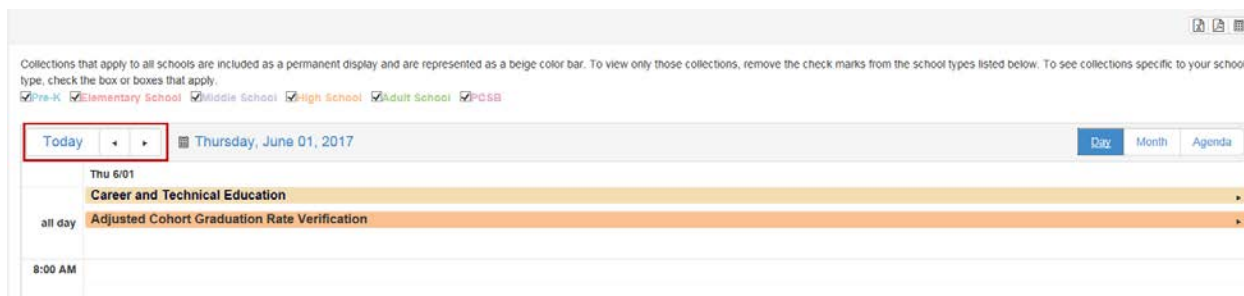 Collections that apply to all schools are included as a permanent display and are represented as a beige color bar. To view only those collections, remove the check marks from the school types listed below. To see collections specific to your school
type, check the box or boxes that apply.
Pre-K Elementary School Middle School High School Adult School PCSB
Today Thursday, June 01, 2017 Day Month Agenda
Thu 6/01
Career and Technical Education
all day Adjusted Cohort Graduation Rate Verification
8:00 AM